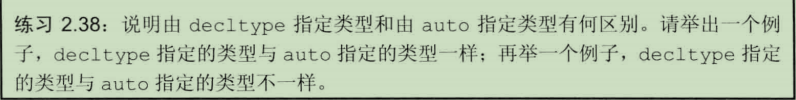 练习 2.38：说明由 decltype 指定类型和由 auto 指定类型有何区别。请举出一个例
子，decltype 指定的类型与 auto 指定的类型一样；再举一个例子，decltype 指定
的类型与 auto 指定的类型不一样。